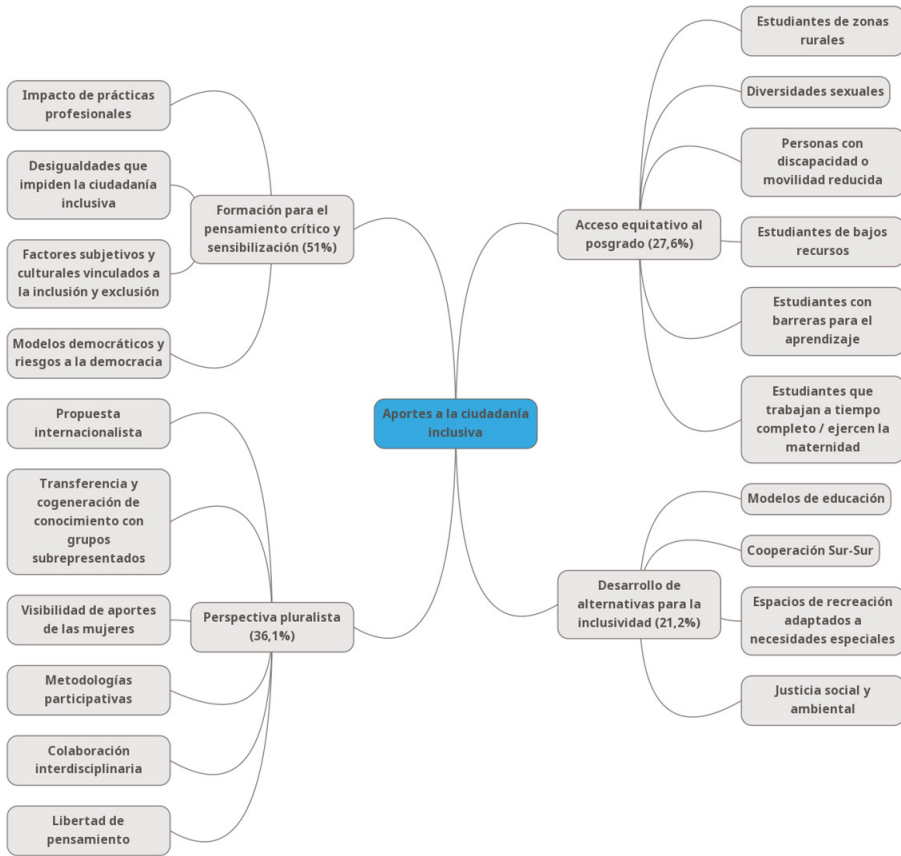 Impacto de prácticas
profesionales
Desigualdades que
impiden la ciudadanía
inclusiva
Factores subjetivos y
culturales vinculados a
la inclusión y exclusión
Modelos democráticos y
riesgos a la democracia
Formación para el
pensamiento crítico y
sensibilización (51%)
Propuesta
internacionalista
Transferencia y
cogeneración de
conocimiento con
grupos
subrepresentados
Visibilidad de aportes
de las mujeres
Metodologías
participativas
Colaboración
interdisciplinaria
Libertad de
pensamiento
Perspectiva pluralista
(36,1%)
Aportes a la ciudadanía
inclusiva
Acceso equitativo al
posgrado (27,6%)
Estudiantes de zonas
rurales
Diversidades sexuales
Personas con
discapacidad o
movilidad reducida
Estudiantes de bajos
recursos
Estudiantes con
barreras para el
aprendizaje
Estudiantes que
trabajan a tiempo
completo / ejercen la
maternidad
Desarrollo de
alternativas para la
inclusividad (21,2%)
Modelos de educación
Cooperación Sur-Sur
Espacios de recreación
adaptados a
necesidades especiales
Justicia social y
ambiental